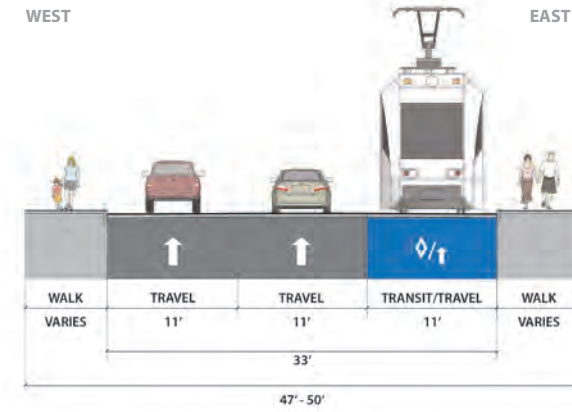 WEST EAST
◊/↑
WALK TRAVEL TRAVEL TRANSIT/TRAVEL WALK
VARIES 11' 11' 11' VARIES
33'
47' - 50'